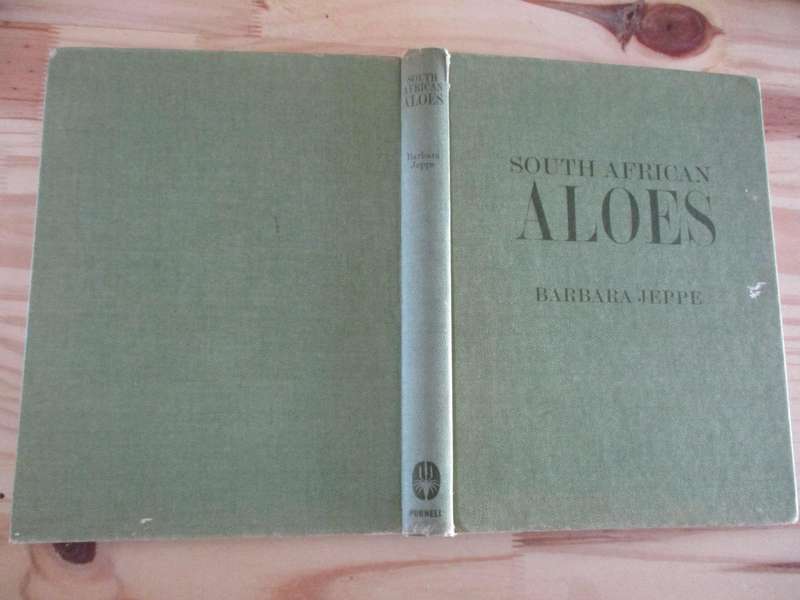 SOUTH
AFRICAN
ALOES
Barbara
Jeppe
PURNELL
SOUTH AFRICAN
ALOES
BARBARA JEPPE